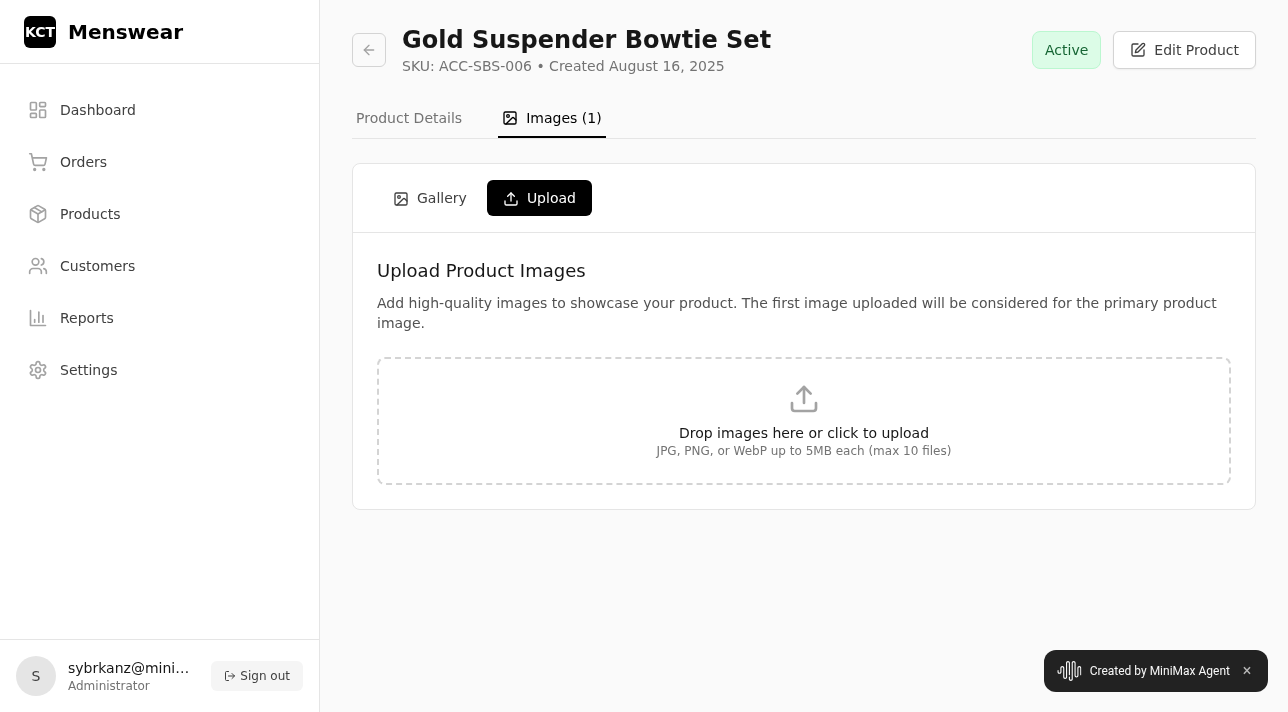 KCT Menswear
Dashboard
Orders
Products
Customers
Reports
Settings
S
sybrkanz@mini...
Administrator
Sign out
Gold Suspender Bowtie Set
SKU: ACC-SBS-006 • Created August 16, 2025
Active
Edit Product
Product Details
Images (1)
Gallery
Upload
Upload Product Images
Add high-quality images to showcase your product. The first image uploaded will be considered for the primary product
image.
Drop images here or click to upload
JPG, PNG, or WebP up to 5MB each (max 10 files)
Created by MiniMax Agent
×